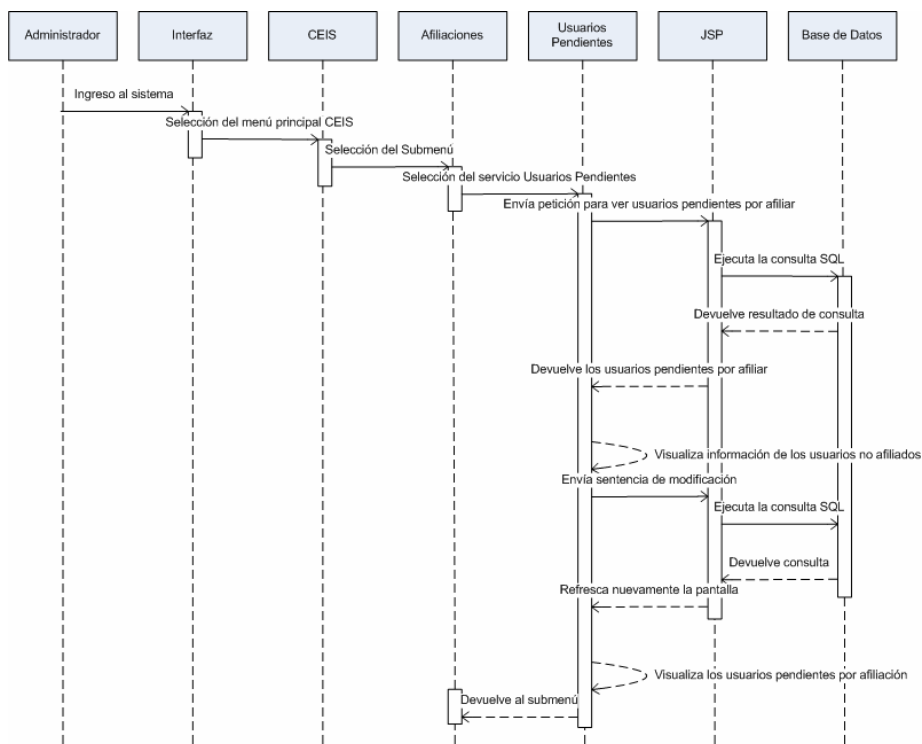 Administrador
Interfaz
CEIS
Afiliaciones
Usuarios
Pendientes
JSP
Base de Datos
Ingreso al sistema
Selección del menú principal CEIS
Selección del Submenú
Selección del servicio Usuarios Pendientes
Envía petición para ver usuarios pendientes por afiliar
Ejecuta la consulta SQL
Devuelve resultado de consulta
Devuelve los usuarios pendientes por afiliar
Visualiza información de los usuarios no afiliados
Envía sentencia de modificación
Ejecuta la consulta SQL
Devuelve consulta
Refresca nuevamente la pantalla
Visualiza los usuarios pendientes por afiliación
Devuelve al submenú